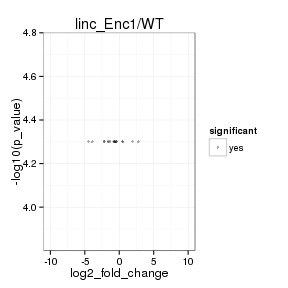 linc_Enc1/WT
4.8
4.6
4.4
4.2
4.0
-log10(p_value)
-10
-5
0
5
10
log2_fold_change
significant
yes